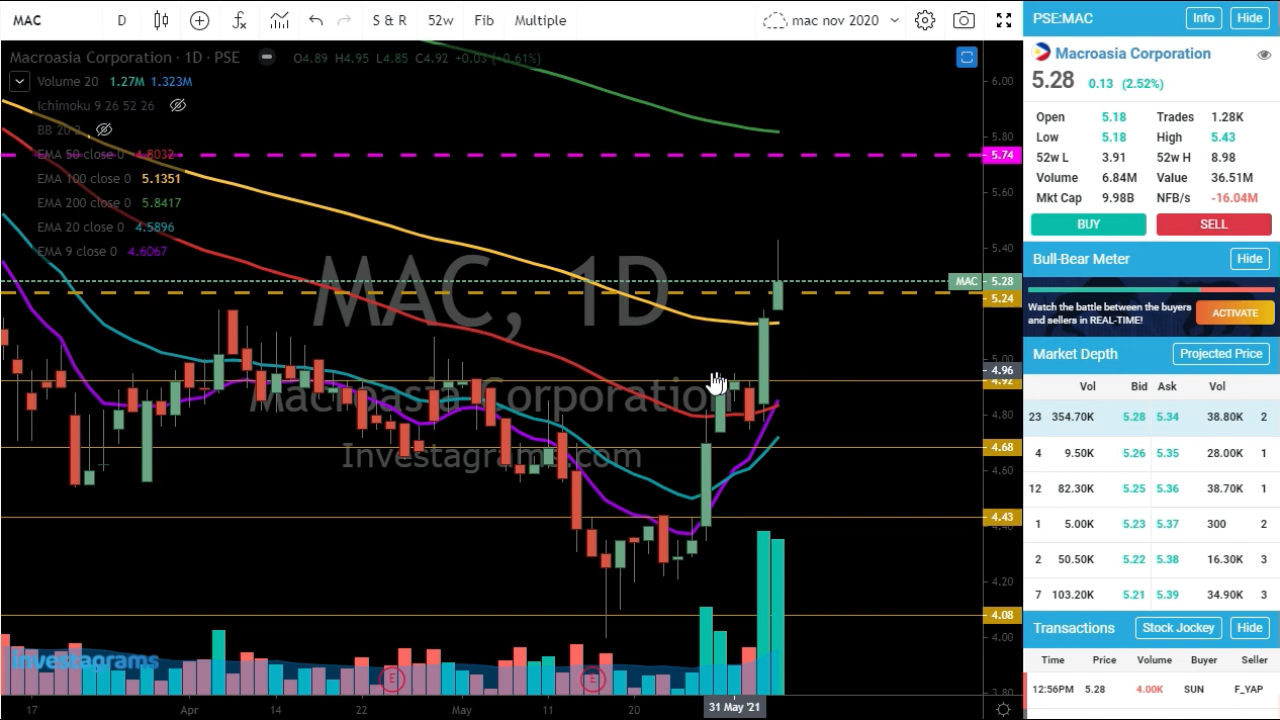 MAC D S & R 52w Fib Multiple mac nov 2020
Macroasia Corporation · 1D · PSE O4.89 H4.95 L4.85 C4.92 +0.03 (+0.61%)
Volume 20 1.27M 1.323M
Ichimoku 9 26 52 26
BB 20 2
EMA 50 close 0 4.8032
EMA 100 close 0 5.1351
EMA 200 close 0 5.8417
EMA 20 close 0 4.5896
EMA 9 close 0 4.6067
MAC, 1D
Macroasia Corporation
Investagrams.com
Investagrams
E E
6.00
5.80
5.74
5.60
5.40
MAC 5.28
5.24
5.00
4.96
4.92
4.80
4.68
4.60
4.43
4.20
4.08
4.00
3.80
17 Apr 14 22 May 11 20 31 May '21
PSE:MAC Info Hide
Macroasia Corporation
5.28 0.13 (2.52%)
Open 5.18 Trades 1.28K
Low 5.18 High 5.43
52w L 3.91 52w H 8.98
Volume 6.84M Value 36.51M
Mkt Cap 9.98B NFB/s -16.04M
BUY SELL
Bull-Bear Meter Hide
Watch the battle between the buyers
and sellers in REAL-TIME!
ACTIVATE
Market Depth Projected Price
Vol Bid Ask Vol
23 354.70K 5.28 5.34 38.80K 2
4 9.50K 5.26 5.35 28.00K 1
12 82.30K 5.25 5.36 38.70K 1
1 5.00K 5.23 5.37 300 2
2 50.50K 5.22 5.38 16.30K 3
7 103.20K 5.21 5.39 34.90K 3
Transactions Stock Jockey Hide
Time Price Volume Buyer Seller
12:56PM 5.28 4.00K SUN F_YAP